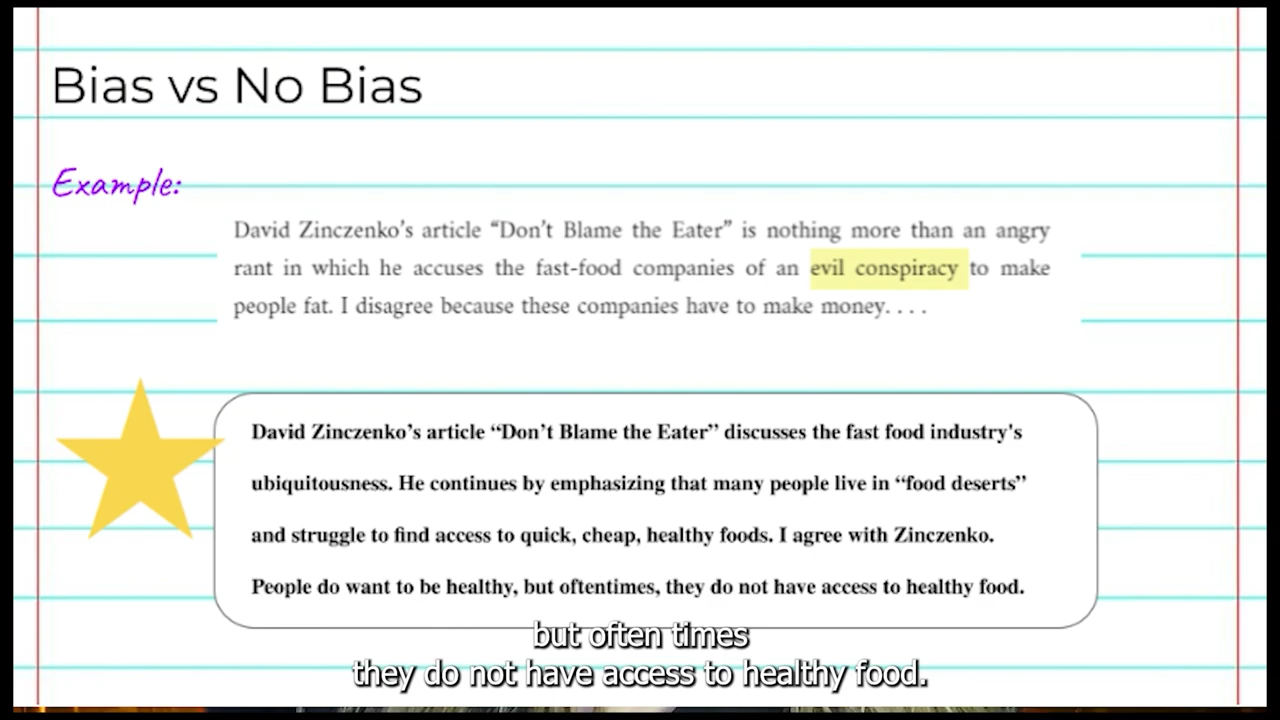 Bias vs No Bias
Example:
David Zinczenko’s article “Don’t Blame the Eater” is nothing more than an angry
rant in which he accuses the fast-food companies of an evil conspiracy to make
people fat. I disagree because these companies have to make money. . . .
David Zinczenko’s article “Don’t Blame the Eater” discusses the fast food industry's
ubiquitousness. He continues by emphasizing that many people live in “food deserts”
and struggle to find access to quick, cheap, healthy foods. I agree with Zinczenko.
People do want to be healthy, but oftentimes, they do not have access to healthy food.
but often times
they do not have access to healthy food.